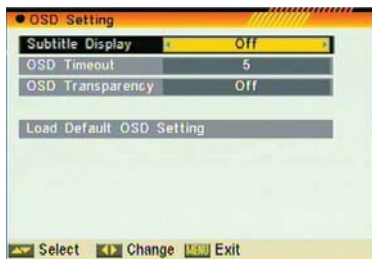 OSD Setting
Subtitle Display Off
OSD Timeout 5
OSD Transparency Off
Load Default OSD Setting
Select Change MENU Exit